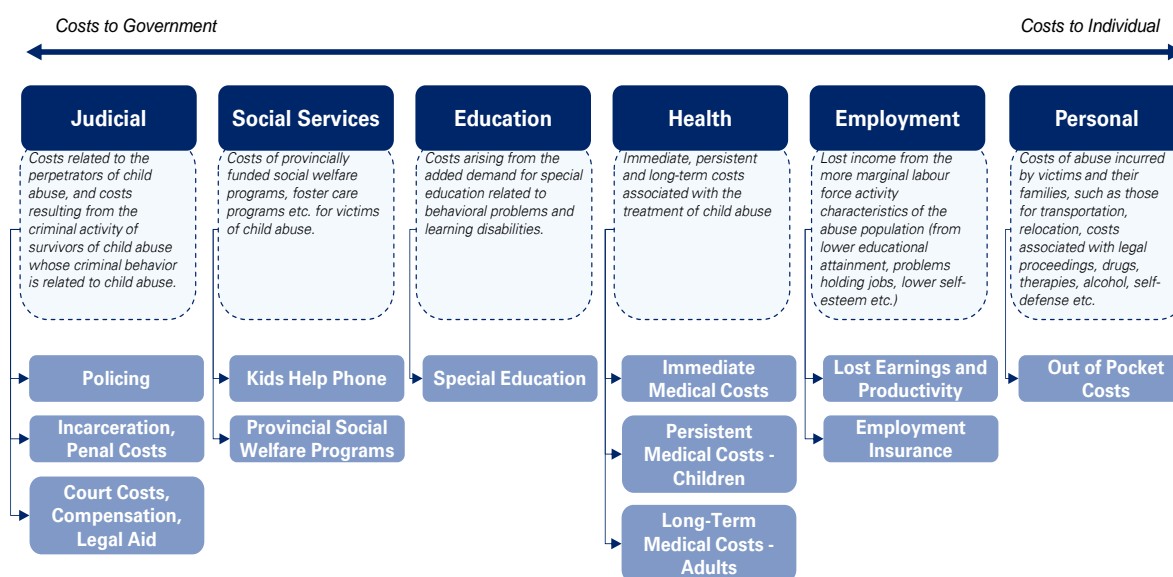 Costs to Government
Costs to Individual
Judicial
Costs related to the
perpetrators of child
abuse, and costs
resulting from the
criminal activity of
survivors of child abuse
whose criminal behavior
is related to child abuse.
Policing
Incarceration,
Penal Costs
Court Costs,
Compensation,
Legal Aid
Social Services
Costs of provincially
funded social welfare
programs, foster care
programs etc. for victims
of child abuse.
Kids Help Phone
Provincial Social
Welfare Programs
Education
Costs arising from the
added demand for special
education related to
behavioral problems and
learning disabilities.
Special Education
Health
Immediate, persistent
and long-term costs
associated with the
treatment of child abuse
Immediate
Medical Costs
Persistent
Medical Costs -
Children
Long-Term
Medical Costs -
Adults
Employment
Lost income from the
more marginal labour
force activity
characteristics of the
abuse population (from
lower educational
attainment, problems
holding jobs, lower self-
esteem etc.)
Lost Earnings and
Productivity
Employment
Insurance
Personal
Costs of abuse incurred
by victims and their
families, such as those
for transportation,
relocation, costs
associated with legal
proceedings, drugs,
therapies, alcohol, self-
defense etc.
Out of Pocket
Costs